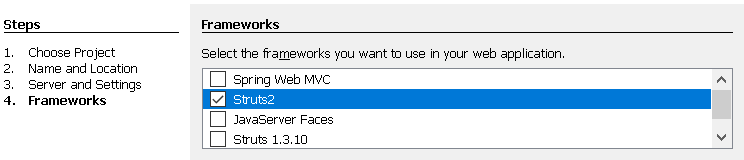 Steps
1. Choose Project
2. Name and Location
3. Server and Settings
4. Frameworks
Frameworks
Select the frameworks you want to use in your web application.
Spring Web MVC
Struts2
JavaServer Faces
Struts 1.3.10